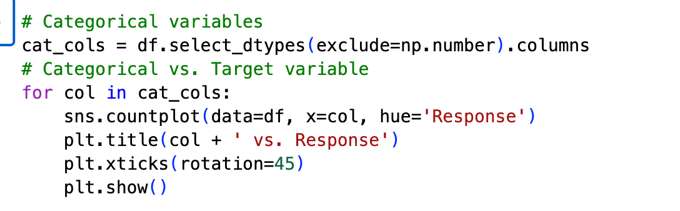 # Categorical variables
cat_cols = df.select_dtypes(exclude=np.number).columns
# Categorical vs. Target variable
for col in cat_cols:
    sns.countplot(data=df, x=col, hue='Response')
    plt.title(col + ' vs. Response')
    plt.xticks(rotation=45)
    plt.show()